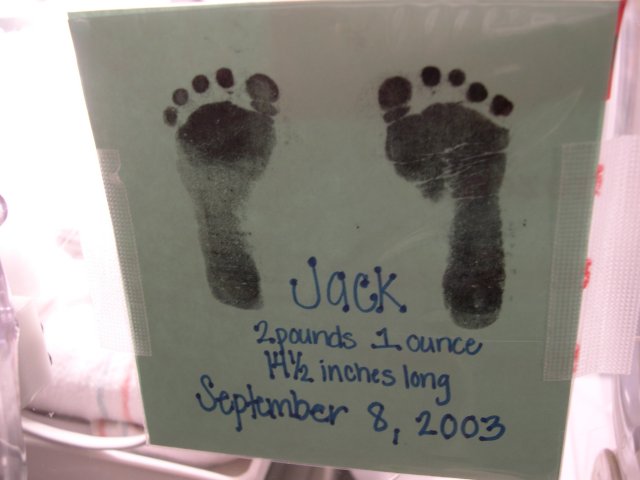 Jack
2 pounds 1 ounce
14½ inches long
September 8, 2003